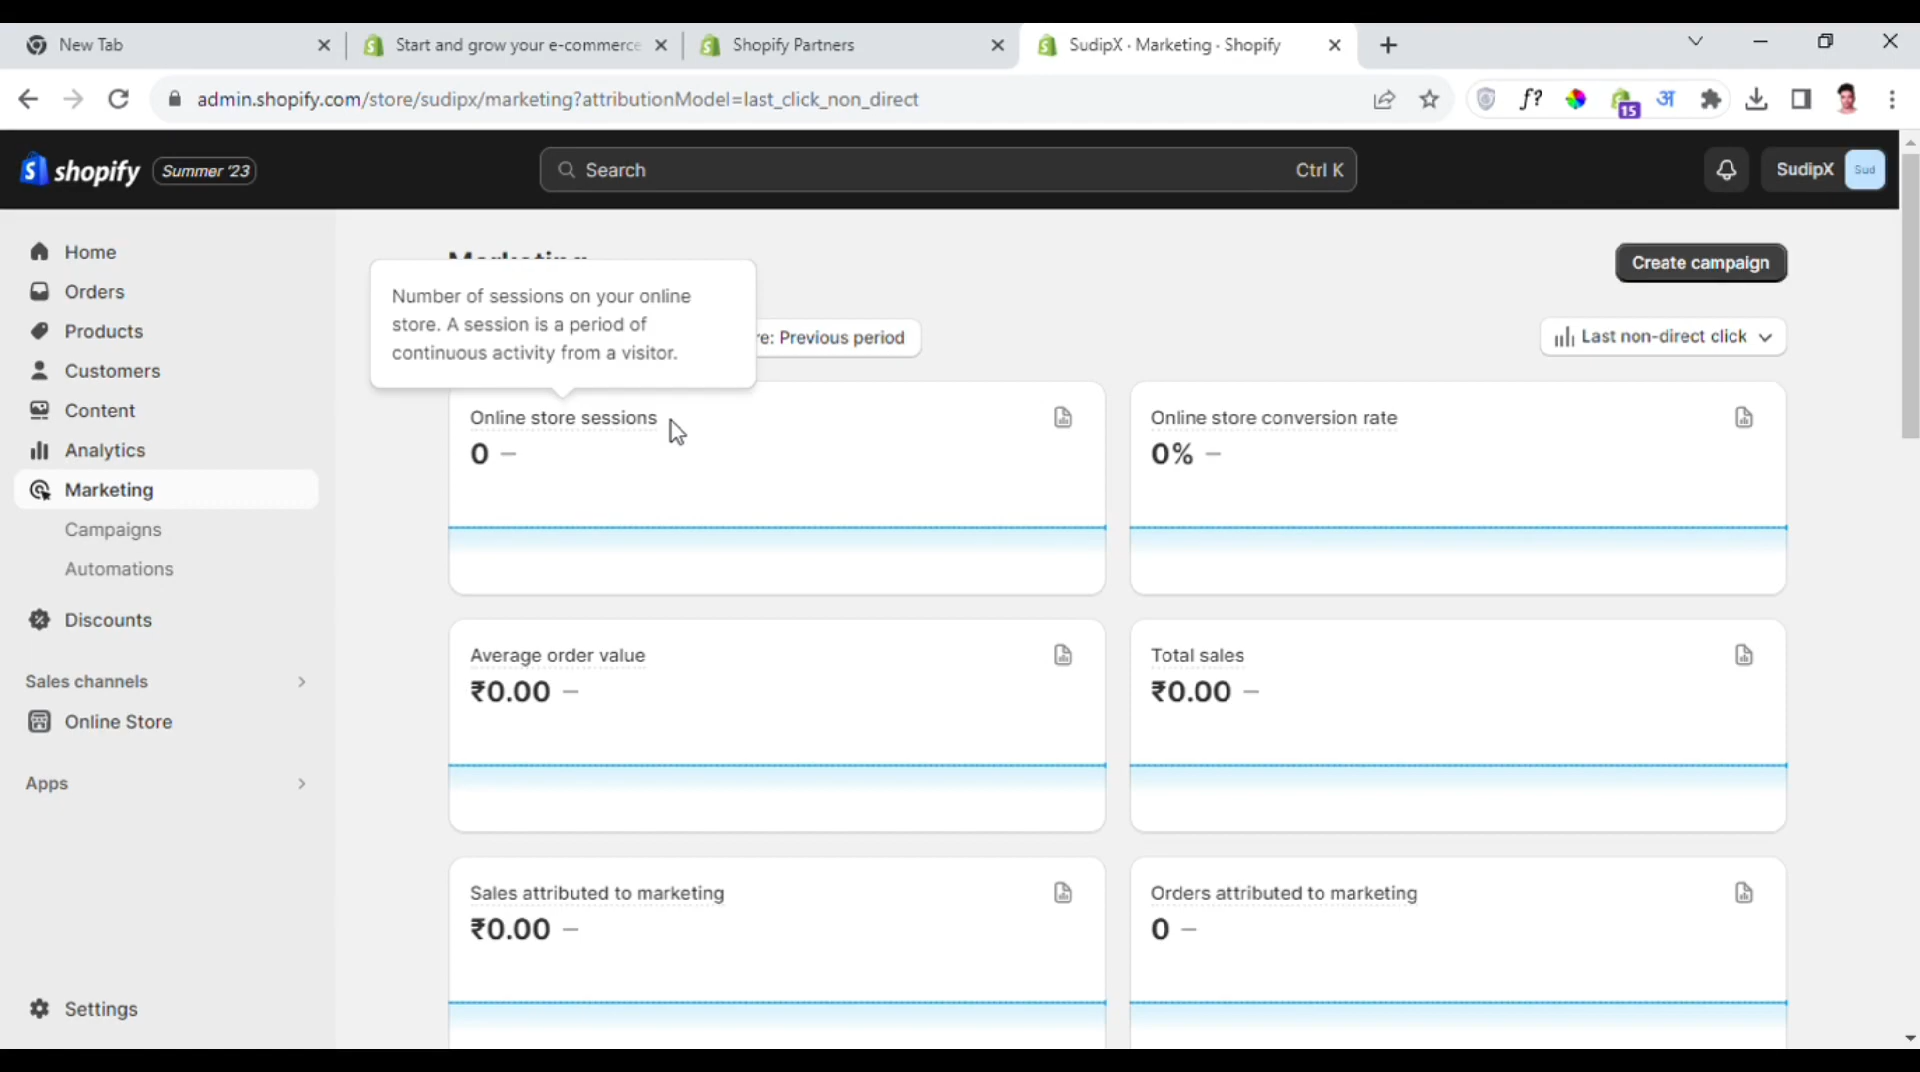 New Tab
Start and grow your e-commerce
Shopify Partners
SudipX · Marketing · Shopify
admin.shopify.com/store/sudipx/marketing?attributionModel=last_click_non_direct
f?
15
अ
shopify
Summer '23
Search
Ctrl K
SudipX
Sud
Home
Orders
Products
Customers
Content
Analytics
Marketing
Campaigns
Automations
Discounts
Sales channels
Online Store
Apps
Settings
Marketing
Create campaign
Number of sessions on your online
store. A session is a period of
continuous activity from a visitor.
re: Previous period
Last non-direct click
Online store sessions
0 –
Online store conversion rate
0% –
Average order value
₹0.00 –
Total sales
₹0.00 –
Sales attributed to marketing
₹0.00 –
Orders attributed to marketing
0 –